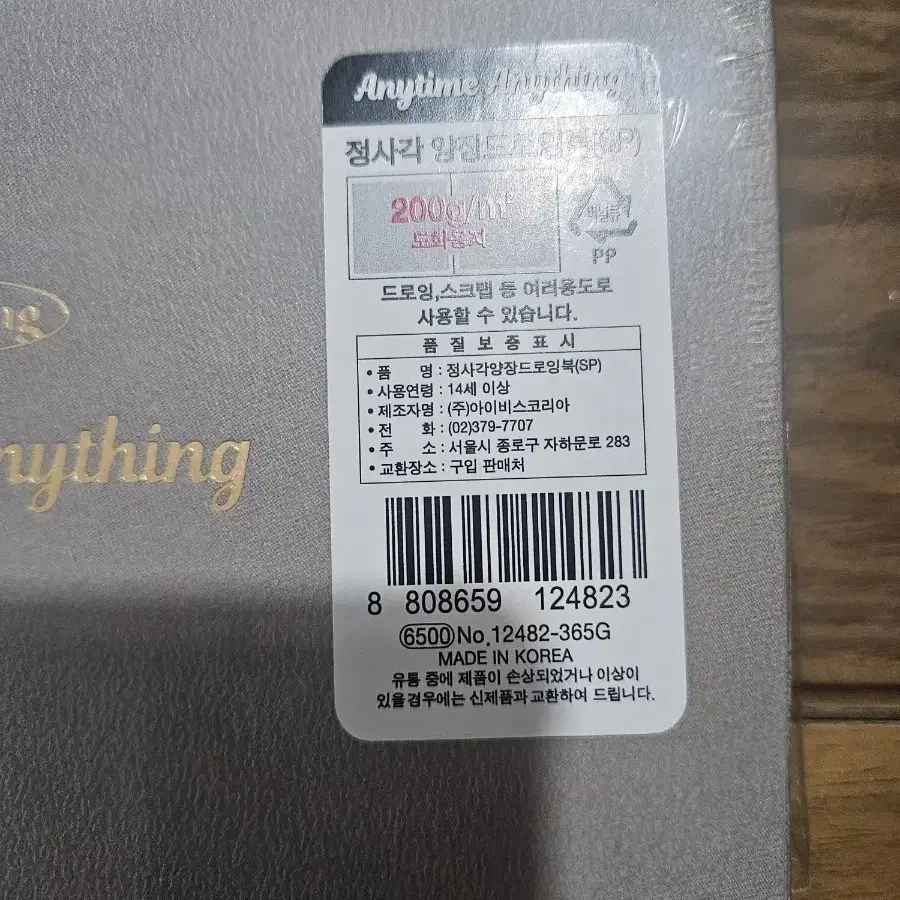 Anytime Anything
정사각 양장드로잉북(SP)
200g/m²
도화용지
PP
드로잉,스크랩 등 여러용도로
사용할 수 있습니다.
품질보증표시
• 품 명 : 정사각양장드로잉북(SP)
• 사용연령 : 14세 이상
• 제조자명 : (주)아이비스코리아
• 전 화 : (02)379-7707
• 주 소 : 서울시 종로구 자하문로 283
• 교환장소 : 구입 판매처
8 808659 124823
6500 No.12482-365G
MADE IN KOREA
유통 중에 제품이 손상되었거나 이상이
있을경우에는 신제품과 교환하여 드립니다.
ng
nything